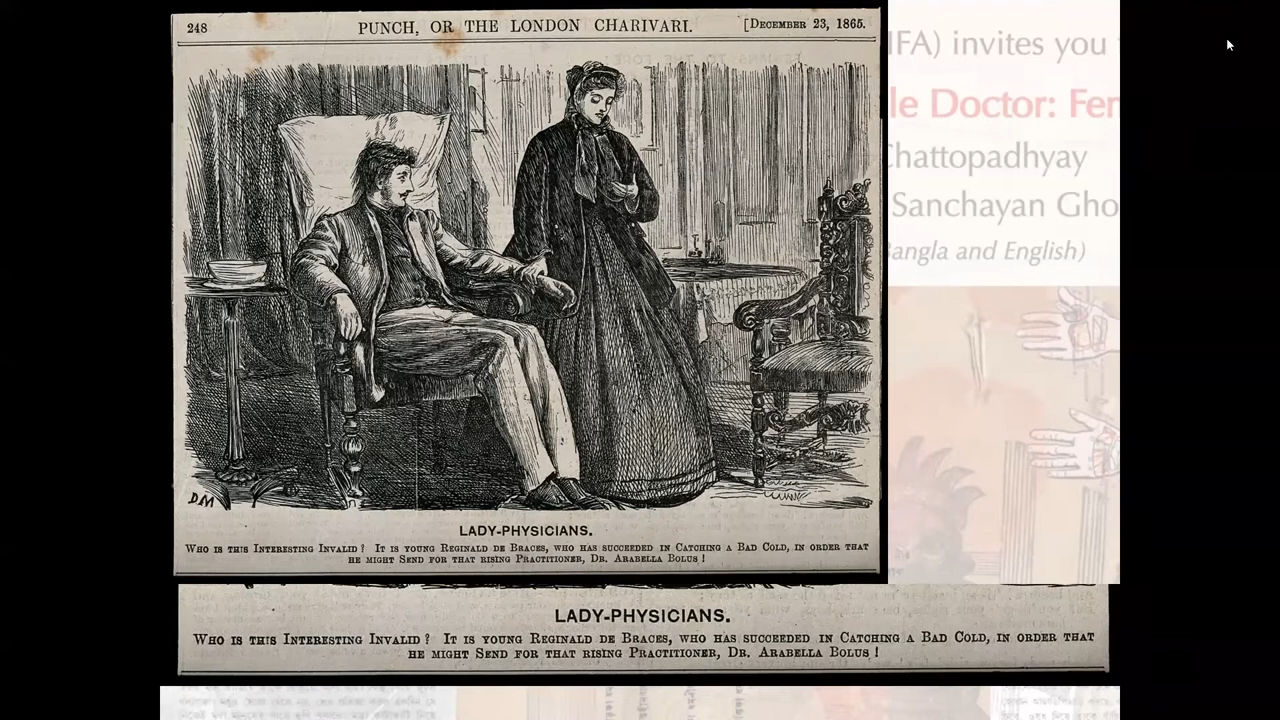 248 PUNCH, OR THE LONDON CHARIVARI. [DECEMBER 23, 1865.
DM
LADY-PHYSICIANS.
WHO IS THIS INTERESTING INVALID? IT IS YOUNG REGINALD DE BRACES, WHO HAS SUCCEEDED IN CATCHING A BAD COLD, IN ORDER THAT
HE MIGHT SEND FOR THAT RISING PRACTITIONER, DR. ARABELLA BOLUS!
IFA) invites you
le Doctor: Fer
Chattopadhyay
Sanchayan Gho
Bangla and English)
LADY-PHYSICIANS.
WHO IS THIS INTERESTING INVALID? IT IS YOUNG REGINALD DE BRACES, WHO HAS SUCCEEDED IN CATCHING A BAD COLD, IN ORDER THAT
HE MIGHT SEND FOR THAT RISING PRACTITIONER, DR. ARABELLA BOLUS!